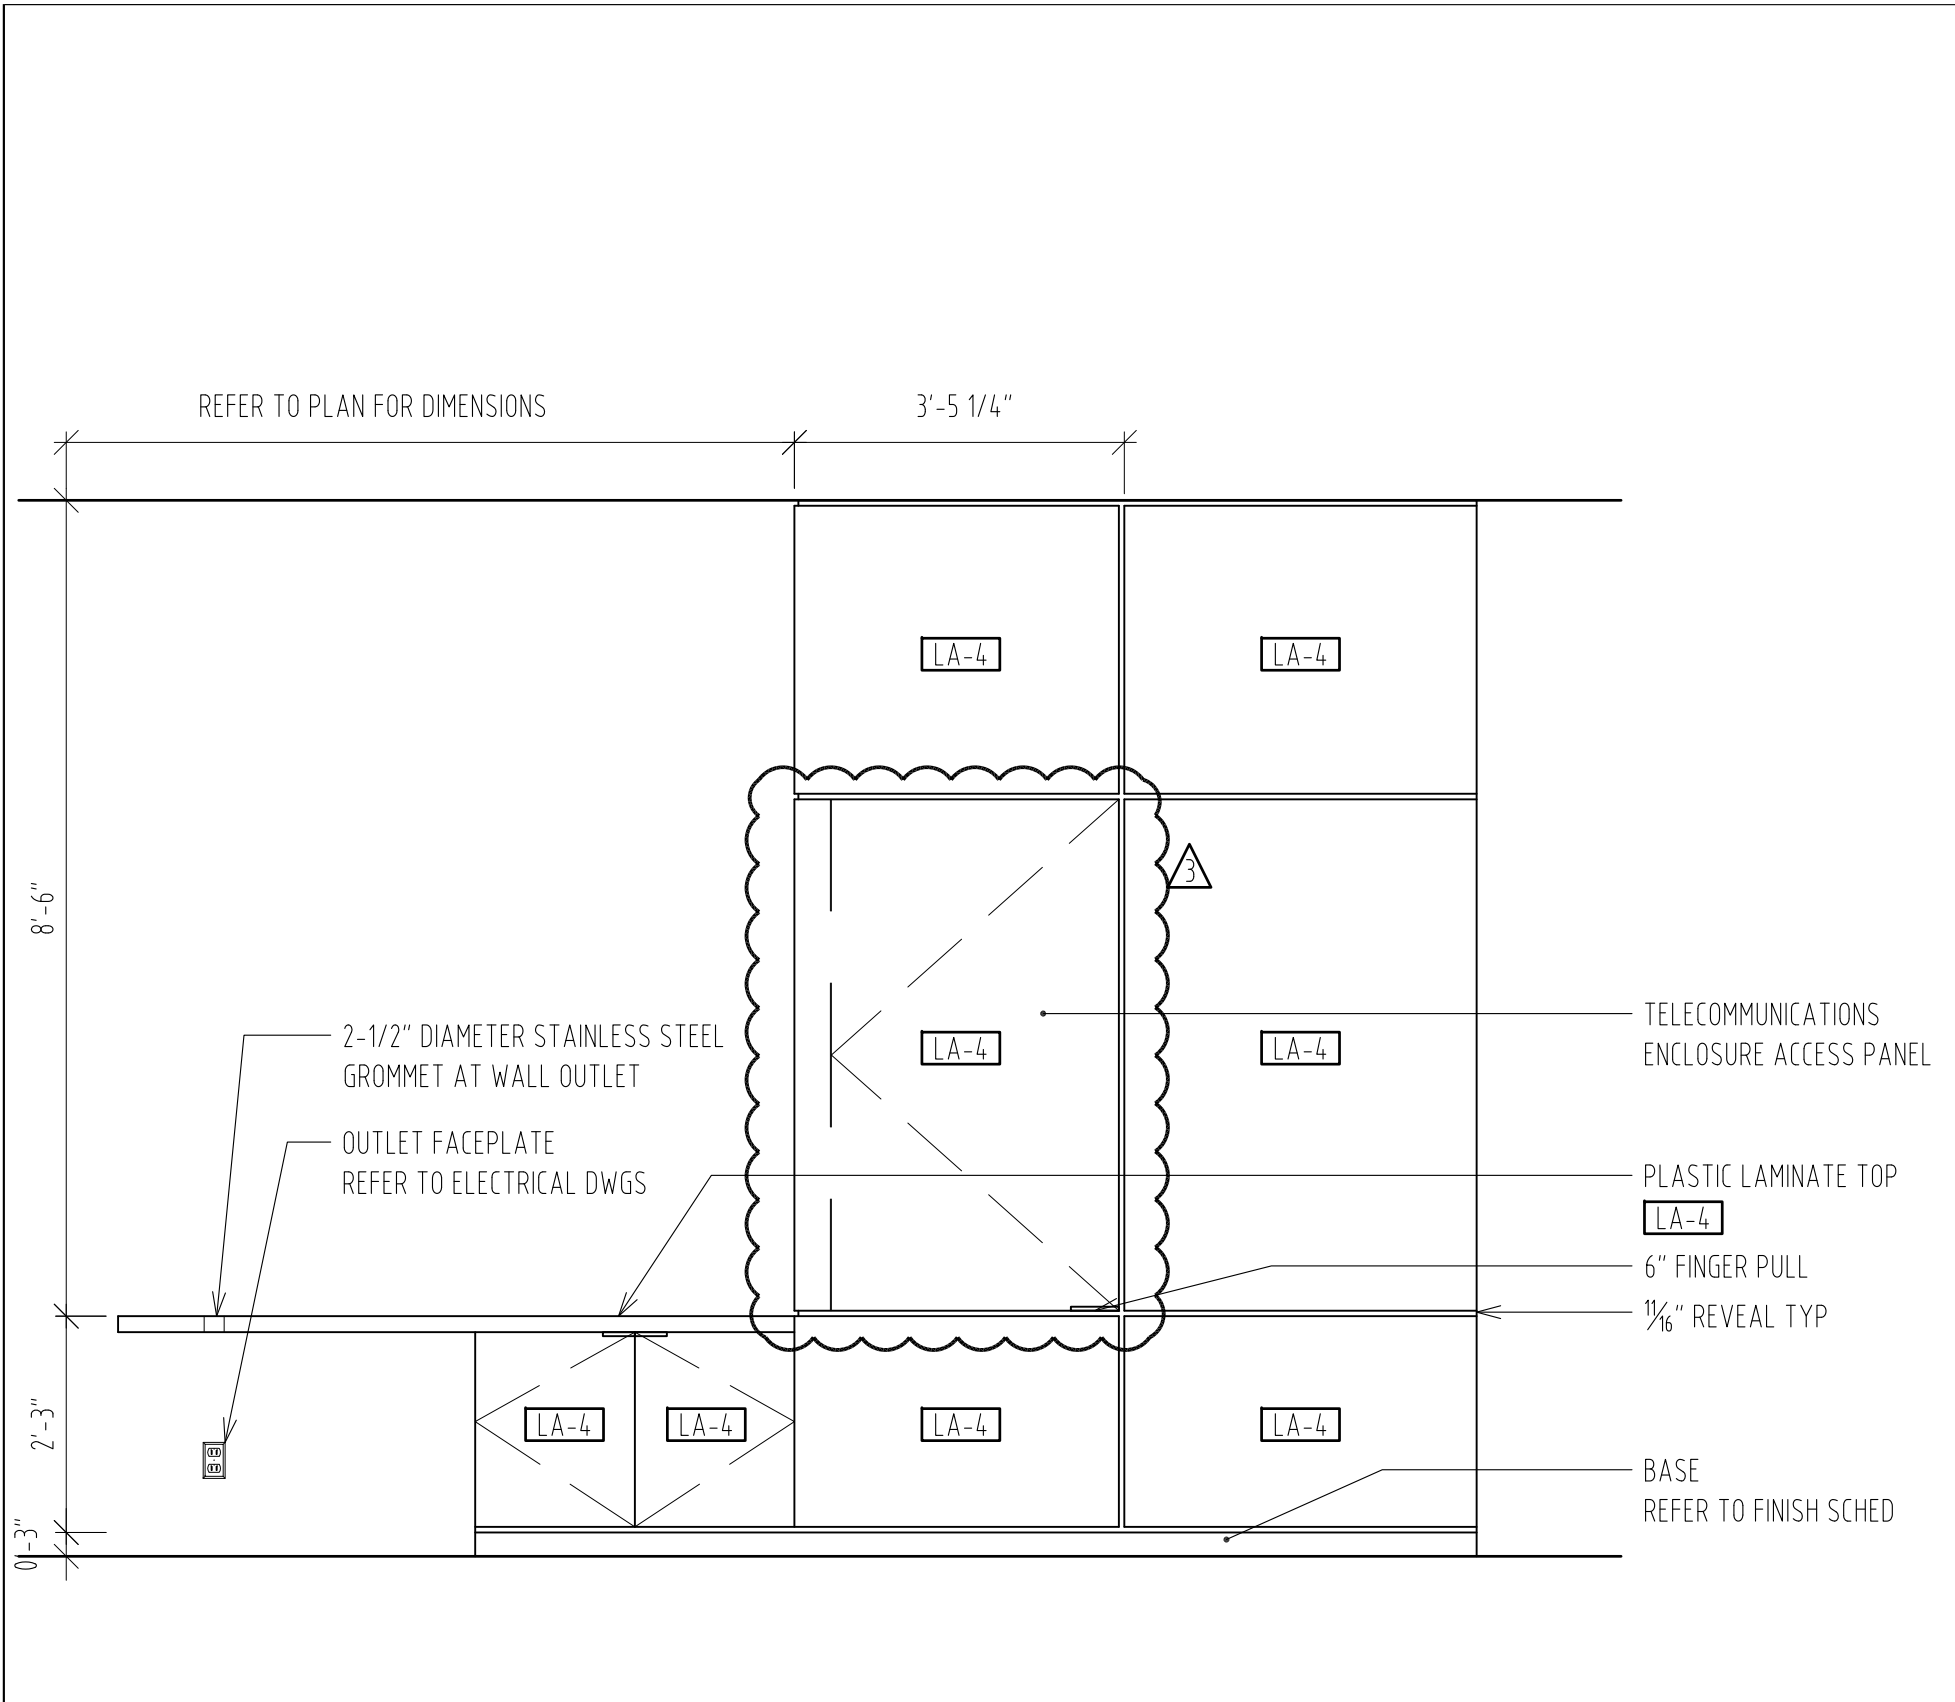 REFER TO PLAN FOR DIMENSIONS
3'-5 1/4"
LA-4
LA-4
3
8'-6"
2-1/2" DIAMETER STAINLESS STEEL
GROMMET AT WALL OUTLET
LA-4
LA-4
TELECOMMUNICATIONS
ENCLOSURE ACCESS PANEL
OUTLET FACEPLATE
REFER TO ELECTRICAL DWGS
PLASTIC LAMINATE TOP
LA-4
6" FINGER PULL
11/16" REVEAL TYP
2'-3"
LA-4
LA-4
LA-4
LA-4
BASE
REFER TO FINISH SCHED
0'-3"